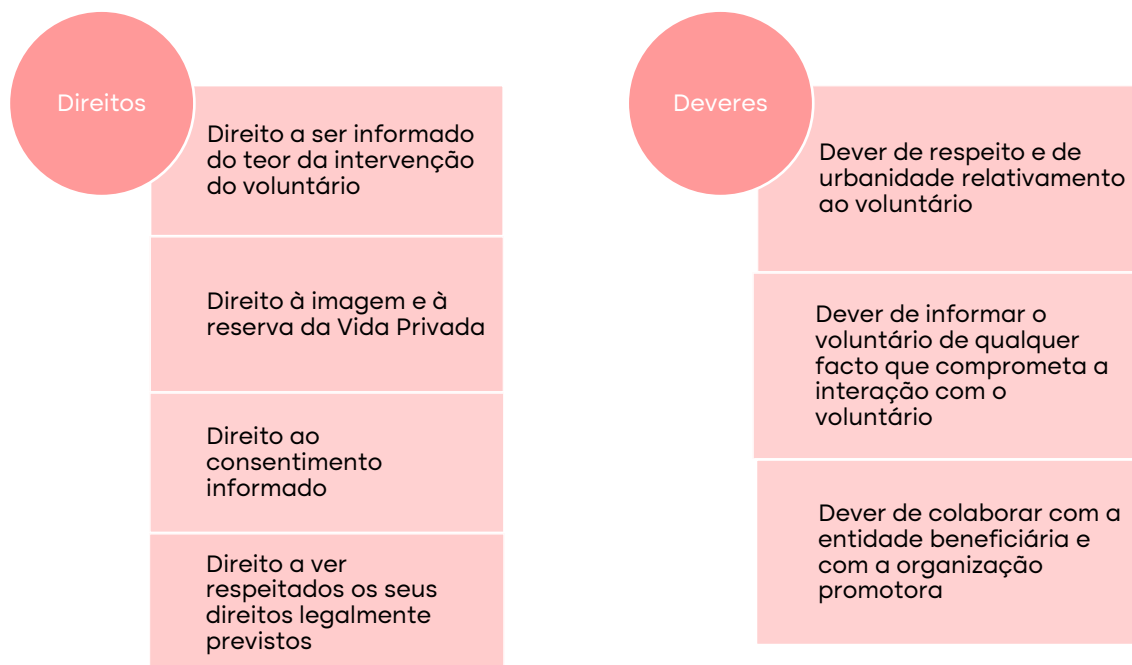 Direitos
Direito a ser informado
do teor da intervenção
do voluntário
Direito à imagem e à
reserva da Vida Privada
Direito ao
consentimento
informado
Direito a ver
respeitados os seus
direitos legalmente
previstos
Deveres
Dever de respeito e de
urbanidade relativamento
ao voluntário
Dever de informar o
voluntário de qualquer
facto que comprometa a
interação com o
voluntário
Dever de colaborar com a
entidade beneficiária e
com a organização
promotora